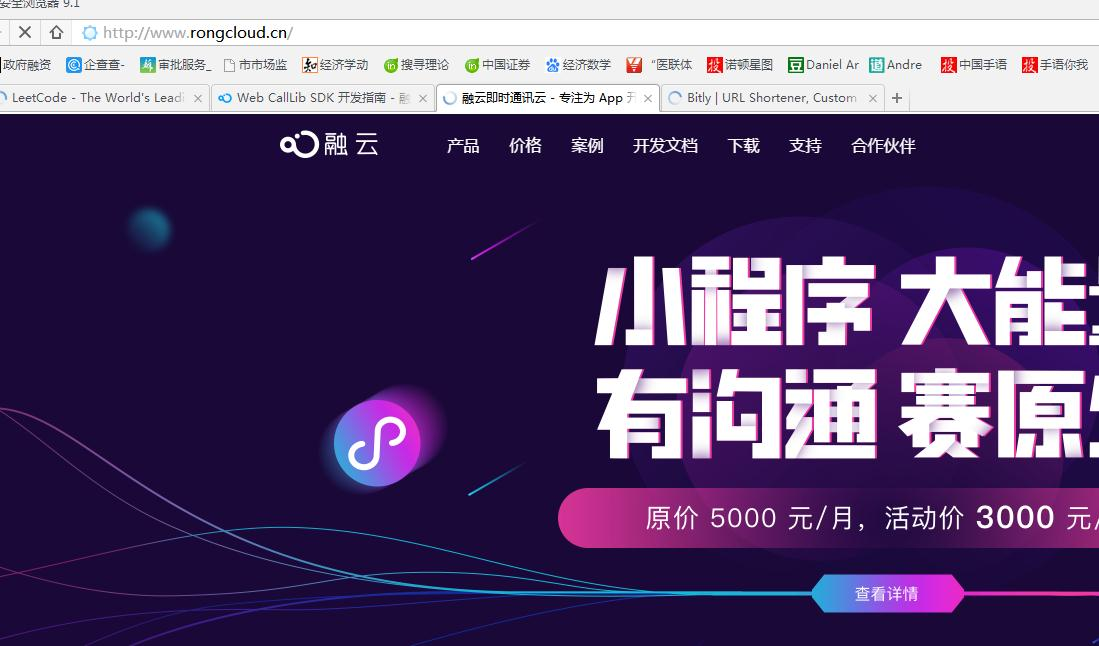 安全浏览器 9.1
http://www.rongcloud.cn/
政府融资 企查查- 审批服务_ 市市场监 经济学动 搜寻理论 中国证券 经济数学 “医联体 诺顿星图 Daniel Ar Andre 中国手语 手语你我
LeetCode - The World's Leadi Web CallLib SDK 开发指南 - 融 融云即时通讯云 - 专注为 App 开 Bitly | URL Shortener, Custom
融云 产品 价格 案例 开发文档 下载 支持 合作伙伴
小程序 大能
有沟通 赛原
原价 5000 元/月，活动价 3000 元/
查看详情